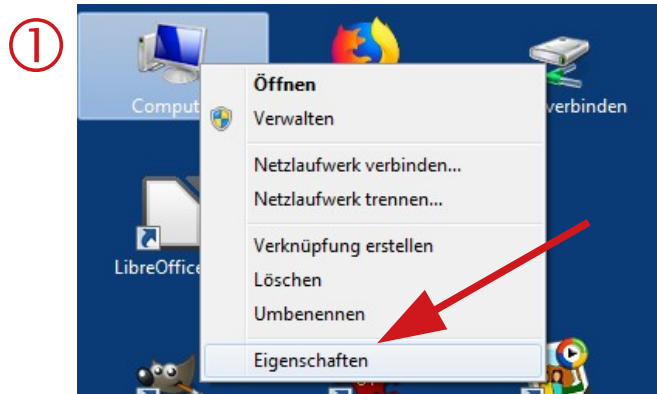 ①
Comput
Öffnen
Verwalten
verbinden
Netzlaufwerk verbinden...
Netzlaufwerk trennen...
LibreOffice
Verknüpfung erstellen
Löschen
Umbenennen
Eigenschaften